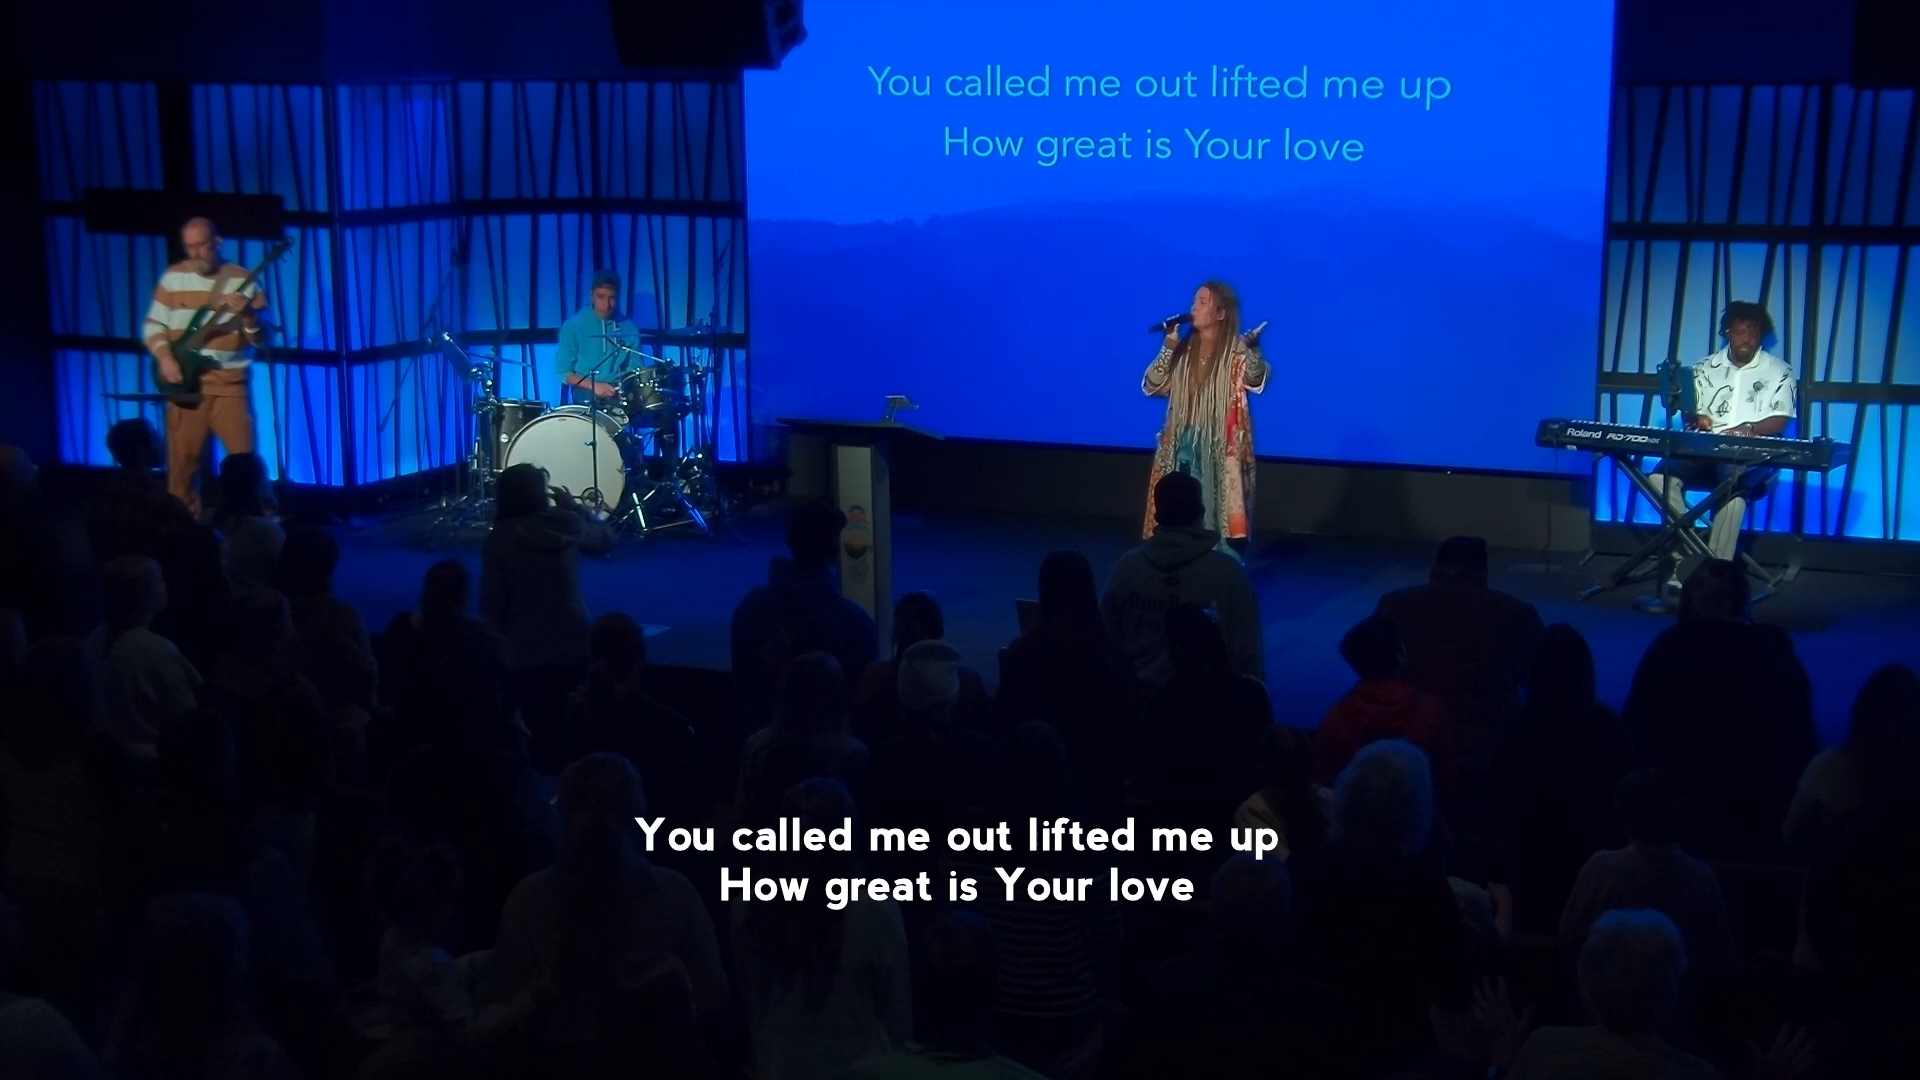 You called me out lifted me up
How great is Your love
Roland RD-700NX
You called me out lifted me up
How great is Your love